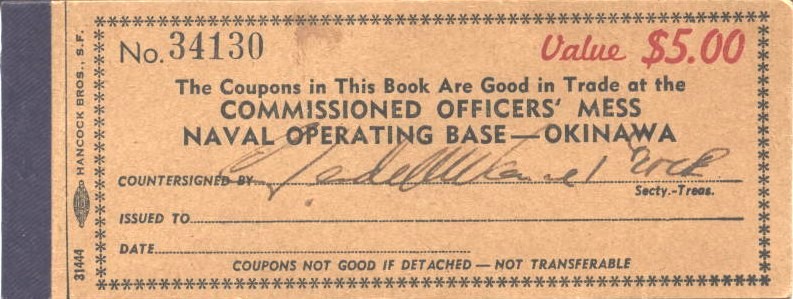 No. 34130
Value $5.00
The Coupons in This Book Are Good in Trade at the
COMMISSIONED OFFICERS' MESS
NAVAL OPERATING BASE—OKINAWA
COUNTERSIGNED BY
Secty.-Treas.
ISSUED TO
DATE
COUPONS NOT GOOD IF DETACHED — NOT TRANSFERABLE
HANCOCK BROS., S.F.
31444